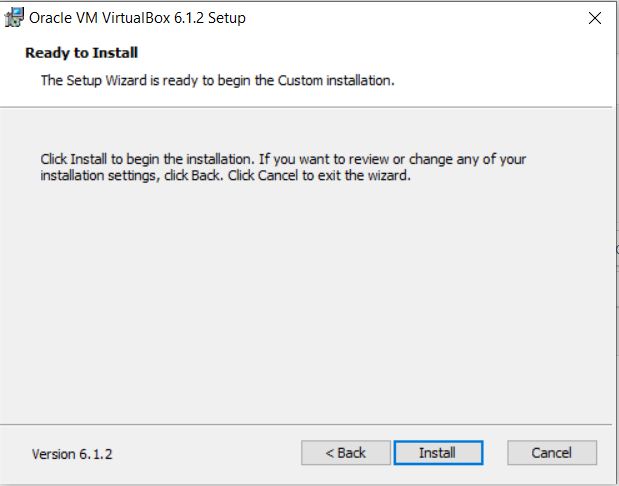 Oracle VM VirtualBox 6.1.2 Setup
Ready to Install
The Setup Wizard is ready to begin the Custom installation.
Click Install to begin the installation. If you want to review or change any of your
installation settings, click Back. Click Cancel to exit the wizard.
Version 6.1.2
< Back
Install
Cancel